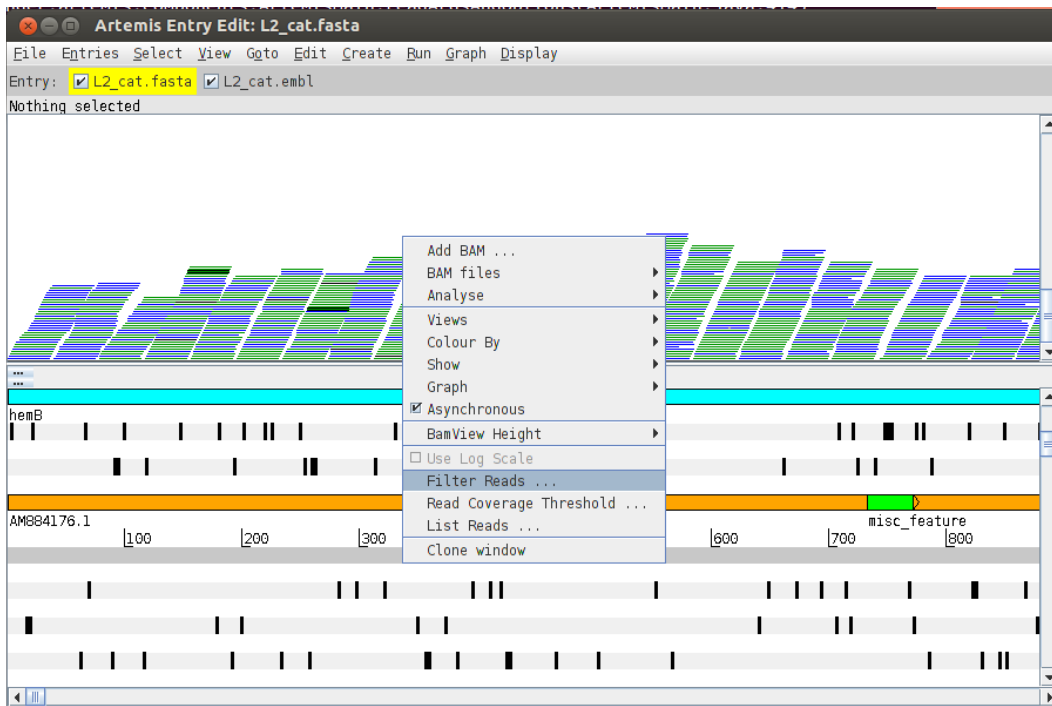 Artemis Entry Edit: L2_cat.fasta
File Entries Select View Goto Edit Create Run Graph Display
Entry: L2_cat.fasta L2_cat.embl
Nothing selected
Add BAM ...
BAM files
Analyse
Views
Colour By
Show
Graph
Asynchronous
BamView Height
Use Log Scale
Filter Reads ...
Read Coverage Threshold ...
List Reads ...
Clone window
hemB
AM884176.1 misc_feature
100 200 300 600 700 800